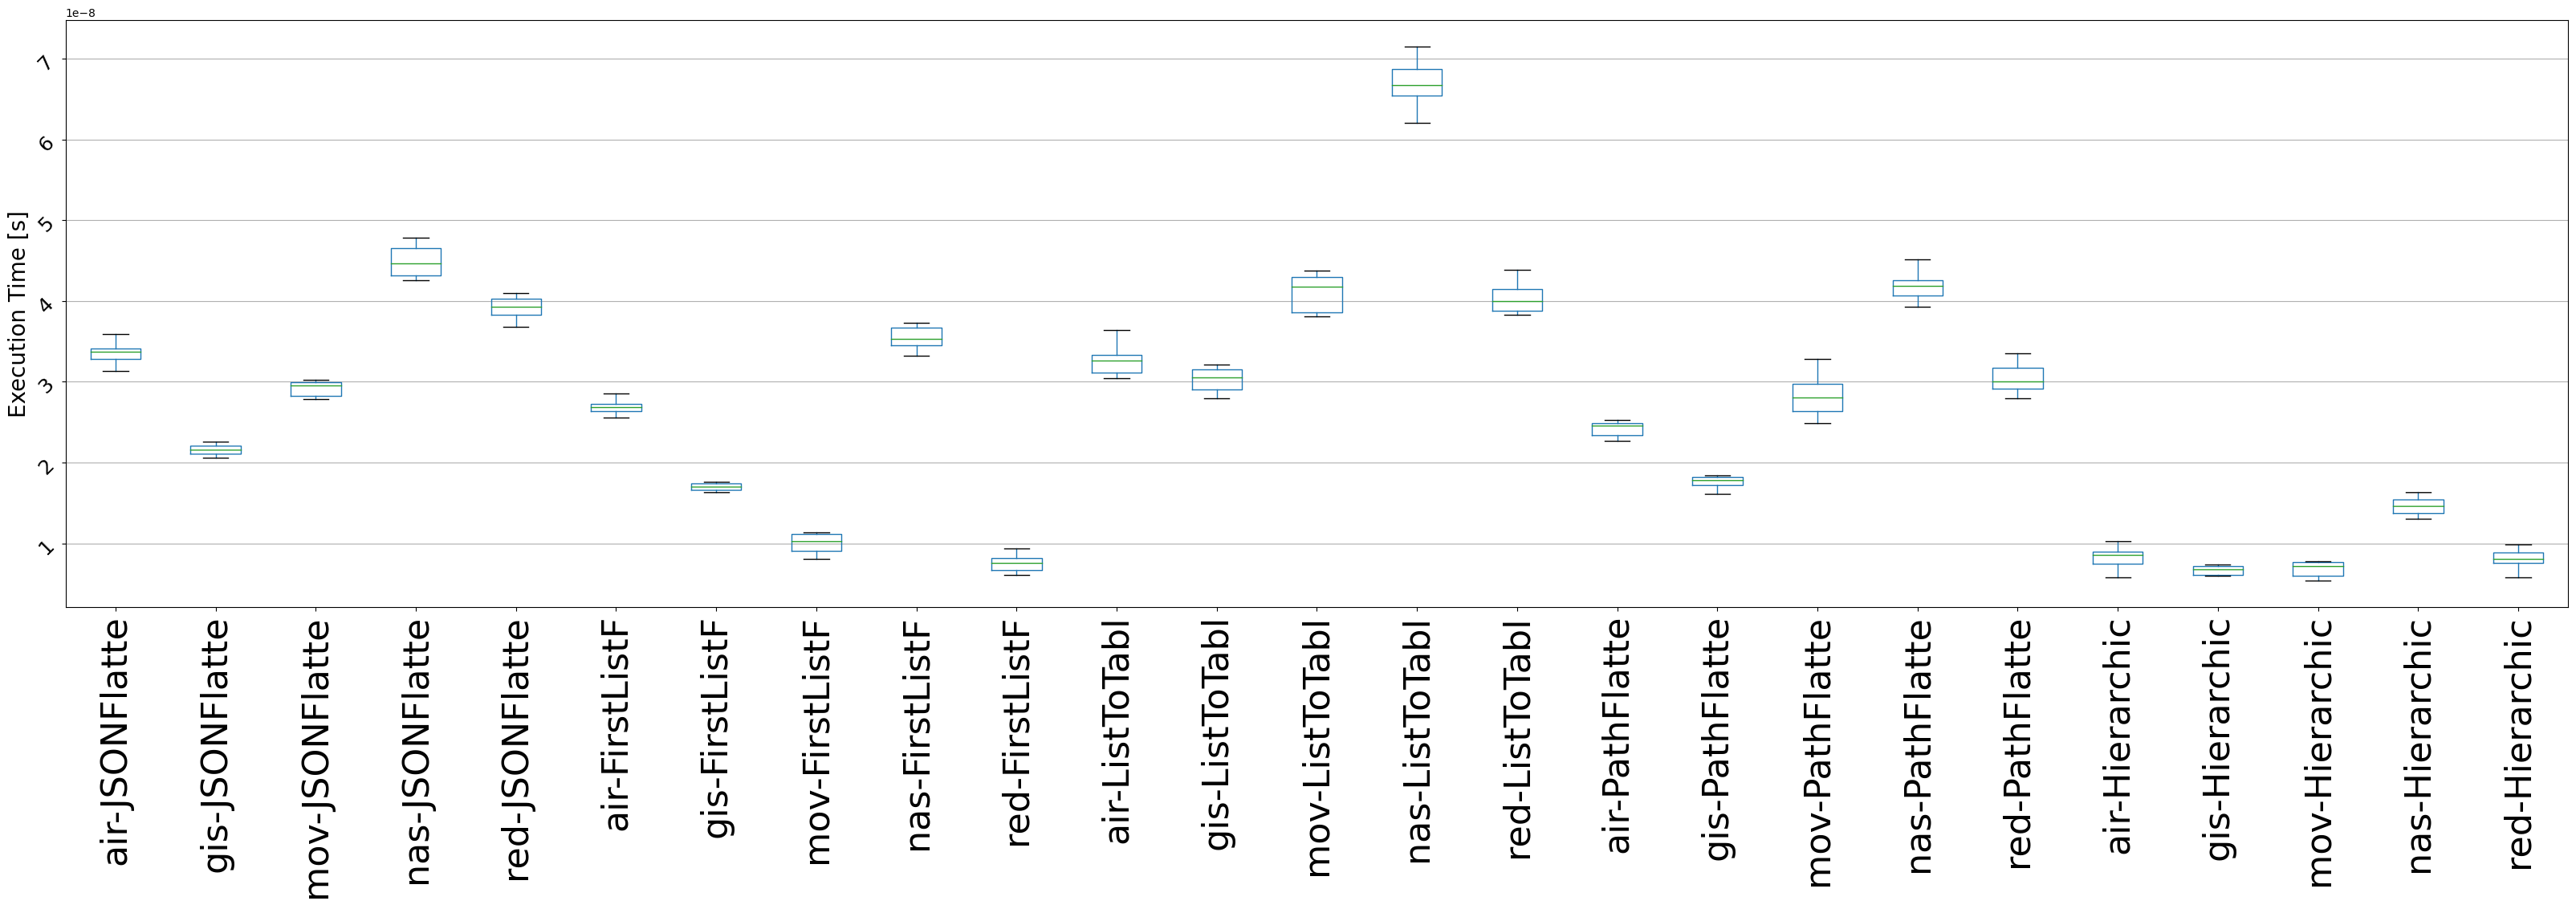 1e−8
7
6
5
4
3
2
1
Execution Time [s]
air-JSONFlatte
gis-JSONFlatte
mov-JSONFlatte
nas-JSONFlatte
red-JSONFlatte
air-FirstListF
gis-FirstListF
mov-FirstListF
nas-FirstListF
red-FirstListF
air-ListToTabl
gis-ListToTabl
mov-ListToTabl
nas-ListToTabl
red-ListToTabl
air-PathFlatte
gis-PathFlatte
mov-PathFlatte
nas-PathFlatte
red-PathFlatte
air-Hierarchic
gis-Hierarchic
mov-Hierarchic
nas-Hierarchic
red-Hierarchic